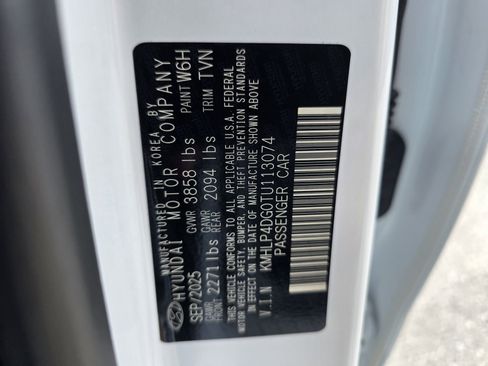 MANUFACTURED IN KOREA BY
HYUNDAI MOTOR COMPANY
SEP/2025 GVWR 3858 lbs PAINT W6H
GAWR FRONT 2271 lbs GAWR REAR 2094 lbs TRIM TVN
THIS VEHICLE CONFORMS TO ALL APPLICABLE U.S.A. FEDERAL
MOTOR VEHICLE SAFETY, BUMPER, AND THEFT PREVENTION STANDARDS
IN EFFECT ON THE DATE OF MANUFACTURE SHOWN ABOVE
V.I.N KMHLP4DG0TU113074
PASSENGER CAR